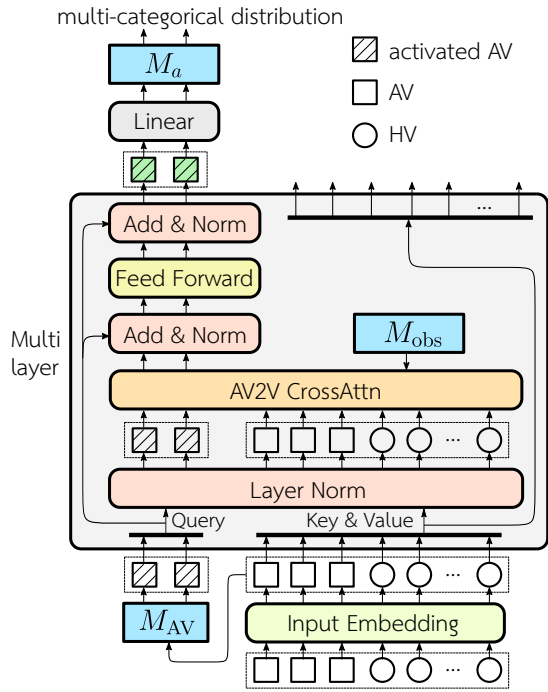 multi-categorical distribution
M_a
activated AV
AV
HV
Linear
Add & Norm
...
Feed Forward
Multi
layer
Add & Norm
M_obs
AV2V CrossAttn
...
Layer Norm
Query
Key & Value
...
M_AV
Input Embedding
...